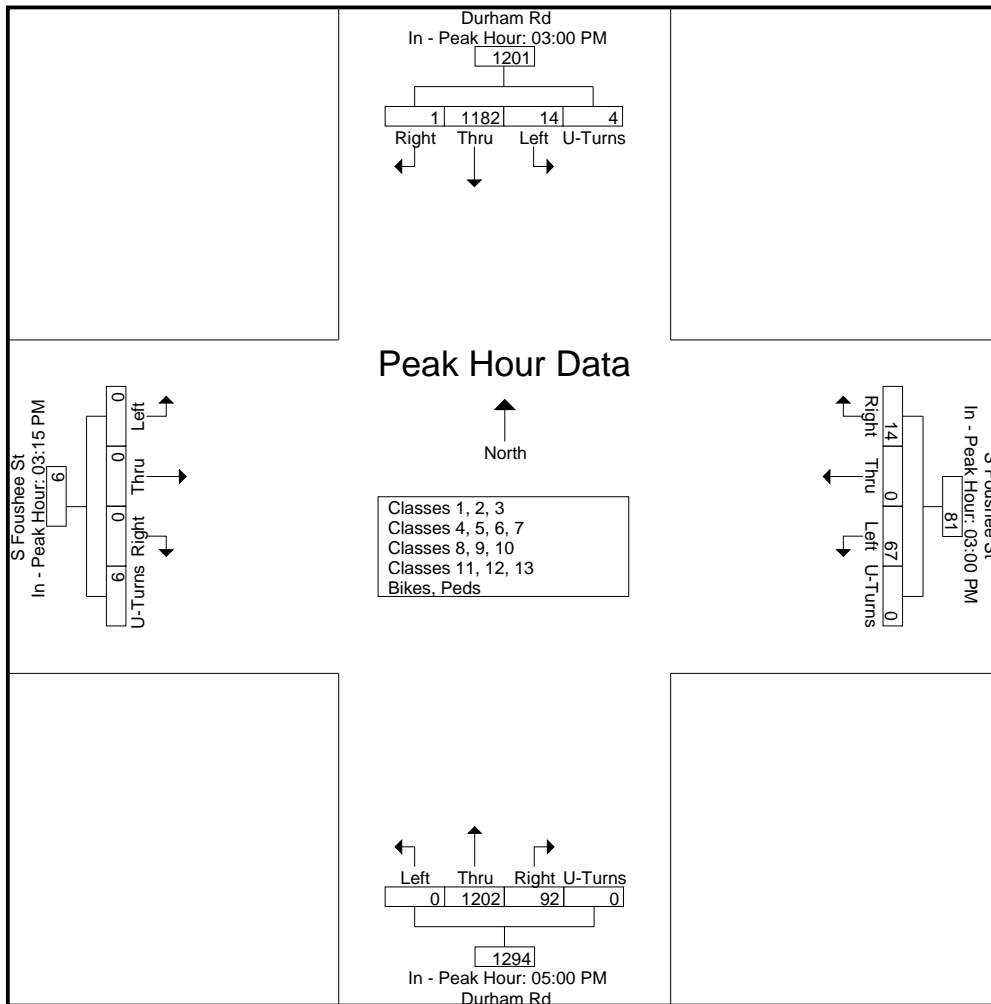 Durham Rd
In - Peak Hour: 03:00 PM
1201
1 1182 14 4
Right Thru Left U-Turns
Peak Hour Data
North
Classes 1, 2, 3
Classes 4, 5, 6, 7
Classes 8, 9, 10
Classes 11, 12, 13
Bikes, Peds
S Foushee St
In - Peak Hour: 03:15 PM
6
0 0 0 6
Left Thru Right U-Turns
S Foushee St
In - Peak Hour: 03:00 PM
81
14 0 67 0
Right Thru Left U-Turns
Left Thru Right U-Turns
0 1202 92 0
1294
In - Peak Hour: 05:00 PM
Durham Rd